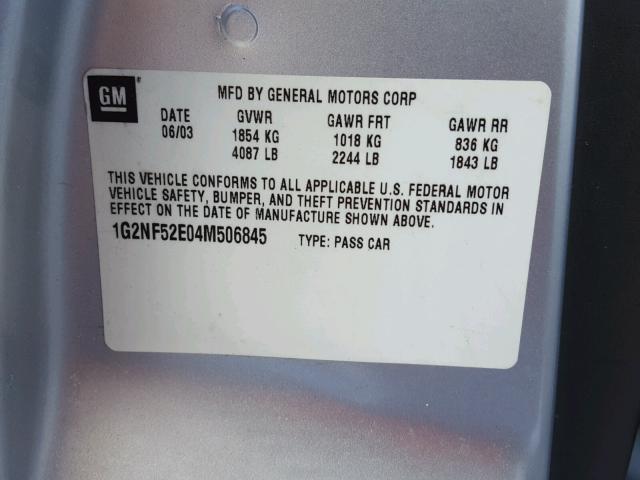 GM MFD BY GENERAL MOTORS CORP
DATE GVWR GAWR FRT GAWR RR
06/03 1854 KG 1018 KG 836 KG
4087 LB 2244 LB 1843 LB
THIS VEHICLE CONFORMS TO ALL APPLICABLE U.S. FEDERAL MOTOR
VEHICLE SAFETY, BUMPER, AND THEFT PREVENTION STANDARDS IN
EFFECT ON THE DATE OF MANUFACTURE SHOWN ABOVE.
1G2NF52E04M506845 TYPE: PASS CAR